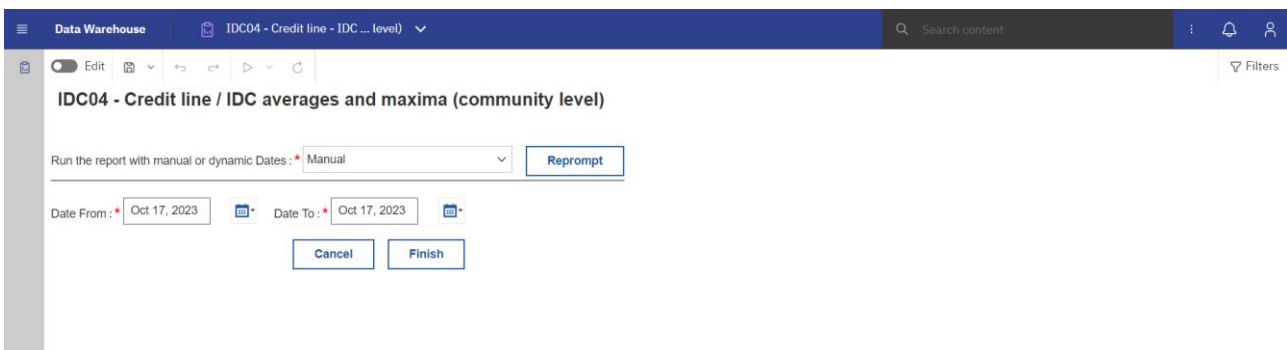 Data Warehouse IDC04 - Credit line - IDC ... level) Search content
Edit Filters
IDC04 - Credit line / IDC averages and maxima (community level)
Run the report with manual or dynamic Dates : * Manual Reprompt
Date From : * Oct 17, 2023 Date To : * Oct 17, 2023
Cancel Finish